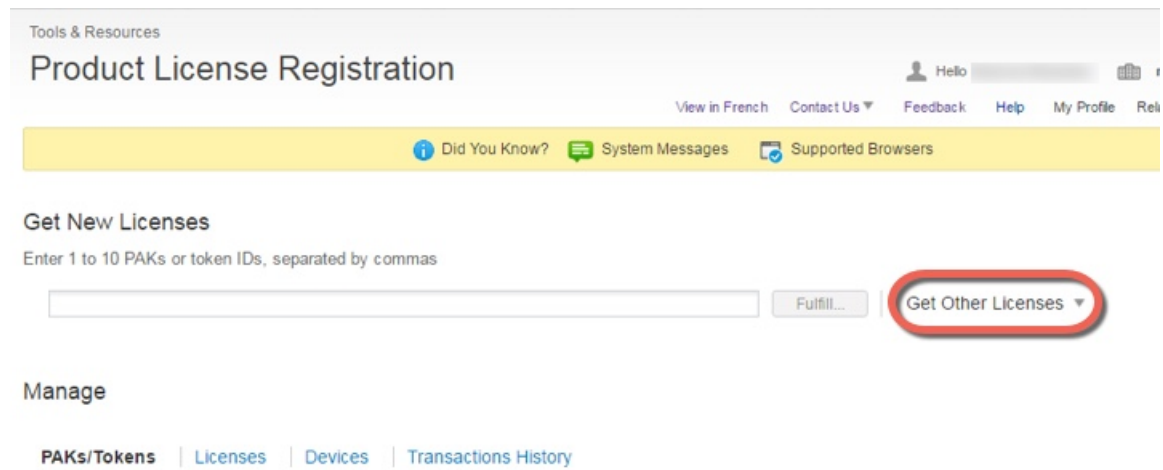 Tools & Resources
Product License Registration
Hello
View in French Contact Us Feedback Help My Profile
Did You Know? System Messages Supported Browsers
Get New Licenses
Enter 1 to 10 PAKs or token IDs, separated by commas
Fulfill... Get Other Licenses
Manage
PAKs/Tokens Licenses Devices Transactions History